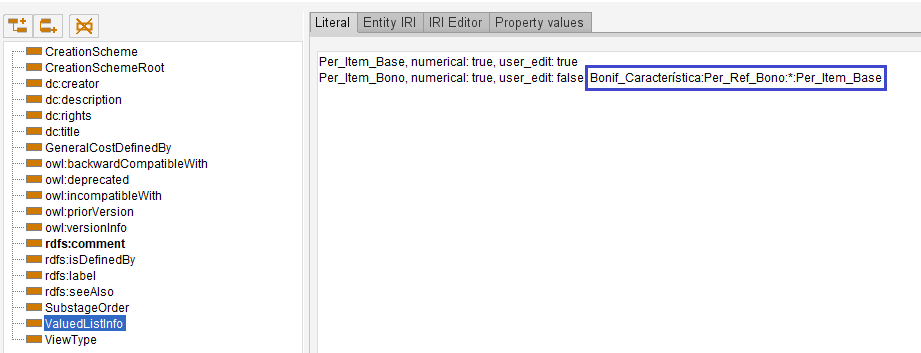 Literal
Entity IRI
IRI Editor
Property values
CreationScheme
CreationSchemeRoot
dc:creator
dc:description
dc:rights
dc:title
GeneralCostDefinedBy
owl:backwardCompatibleWith
owl:deprecated
owl:incompatibleWith
owl:priorVersion
owl:versionInfo
rdfs:comment
rdfs:isDefinedBy
rdfs:label
rdfs:seeAlso
SubstageOrder
ValuedListInfo
ViewType
Per_Item_Base, numerical: true, user_edit: true
Per_Item_Bono, numerical: true, user_edit: false, Bonif_Característica:Per_Ref_Bono:*:Per_Item_Base